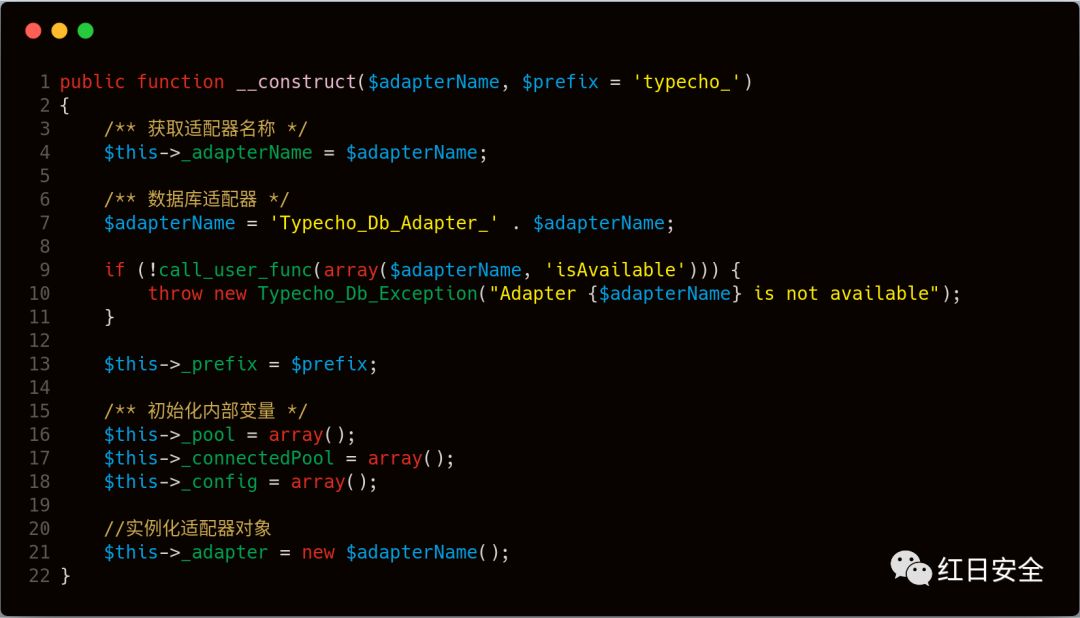 1 public function __construct($adapterName, $prefix = 'typecho_')
2 {
3     /** 获取适配器名称 */
4     $this->_adapterName = $adapterName;
5
6     /** 数据库适配器 */
7     $adapterName = 'Typecho_Db_Adapter_' . $adapterName;
8
9     if (!call_user_func(array($adapterName, 'isAvailable'))) {
10         throw new Typecho_Db_Exception("Adapter {$adapterName} is not available");
11     }
12
13     $this->_prefix = $prefix;
14
15     /** 初始化内部变量 */
16     $this->_pool = array();
17     $this->_connectedPool = array();
18     $this->_config = array();
19
20     //实例化适配器对象
21     $this->_adapter = new $adapterName();
22 }
红日安全